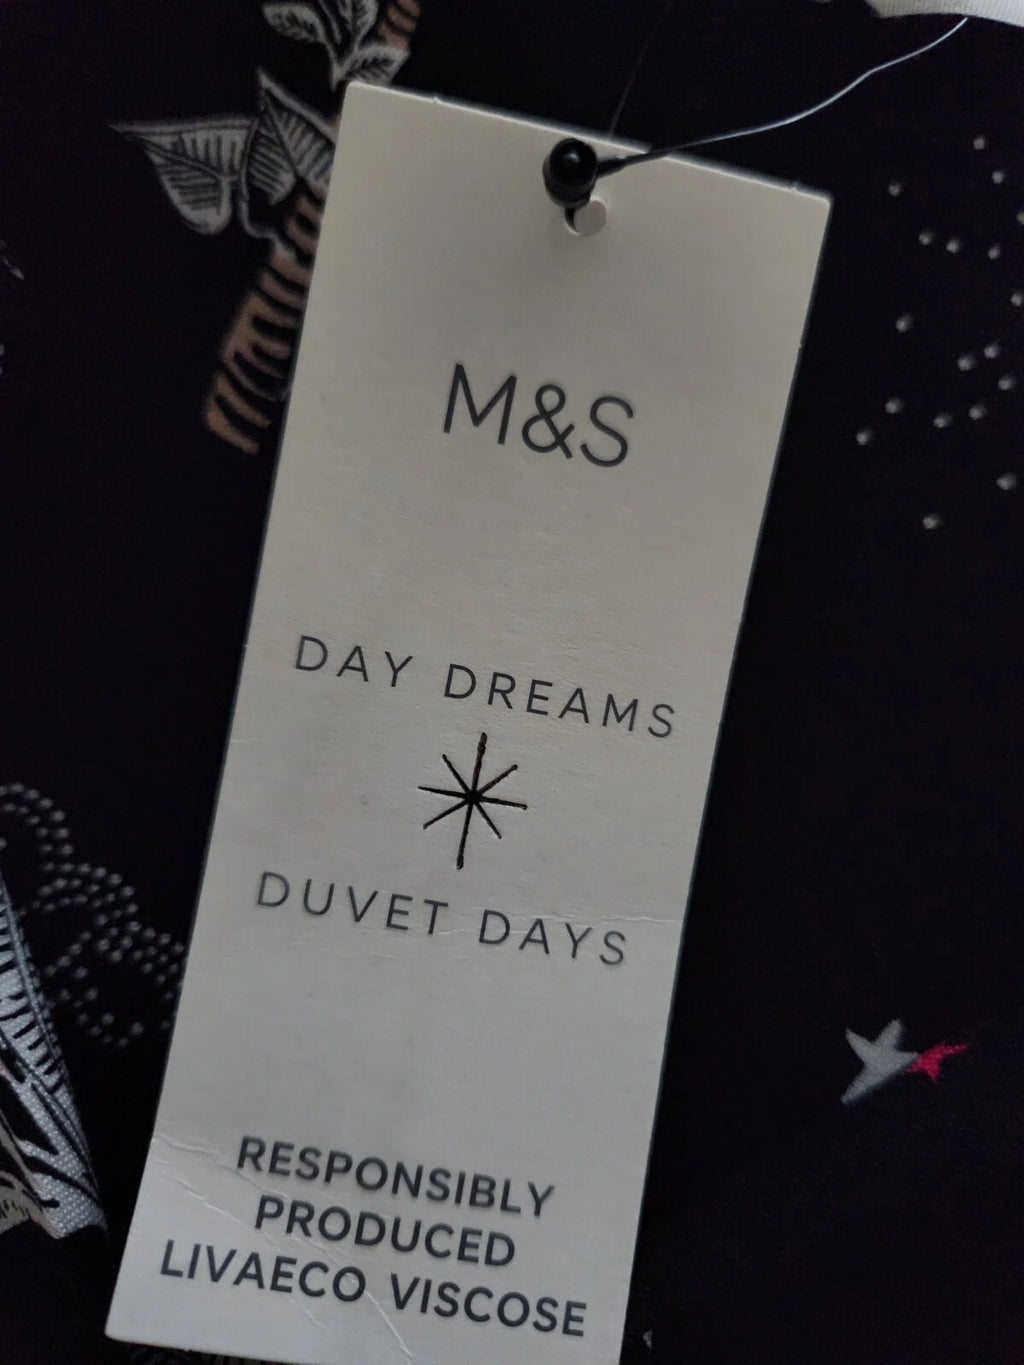 M&S
DAY DREAMS
DUVET DAYS
RESPONSIBLY
PRODUCED
LIVAECO VISCOSE